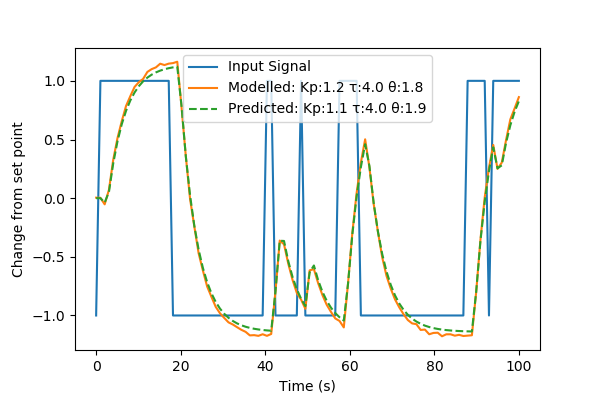 Input Signal
Modelled: Kp:1.2 τ:4.0 θ:1.8
Predicted: Kp:1.1 τ:4.0 θ:1.9
Change from set point
1.0
0.5
0.0
−0.5
−1.0
0 20 40 60 80 100
Time (s)